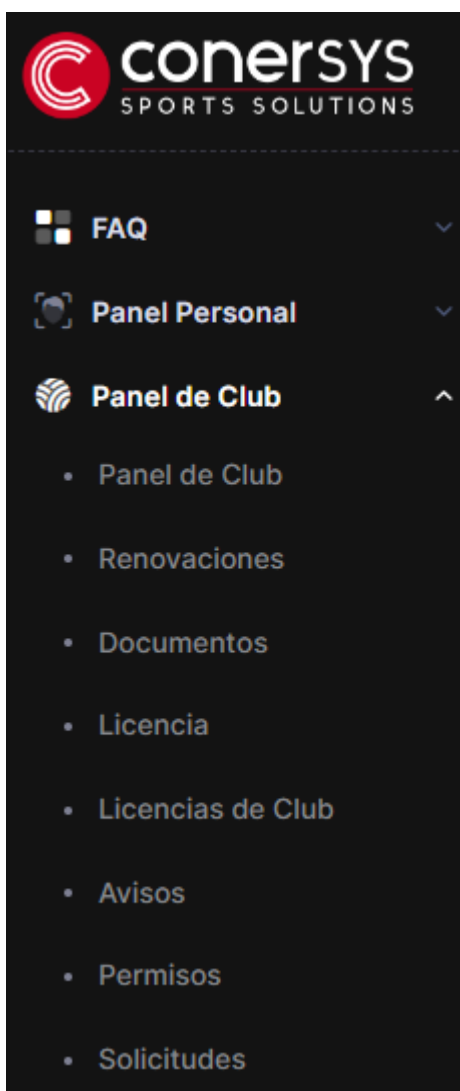 conersys
SPORTS SOLUTIONS
FAQ
Panel Personal
Panel de Club
Panel de Club
Renovaciones
Documentos
Licencia
Licencias de Club
Avisos
Permisos
Solicitudes